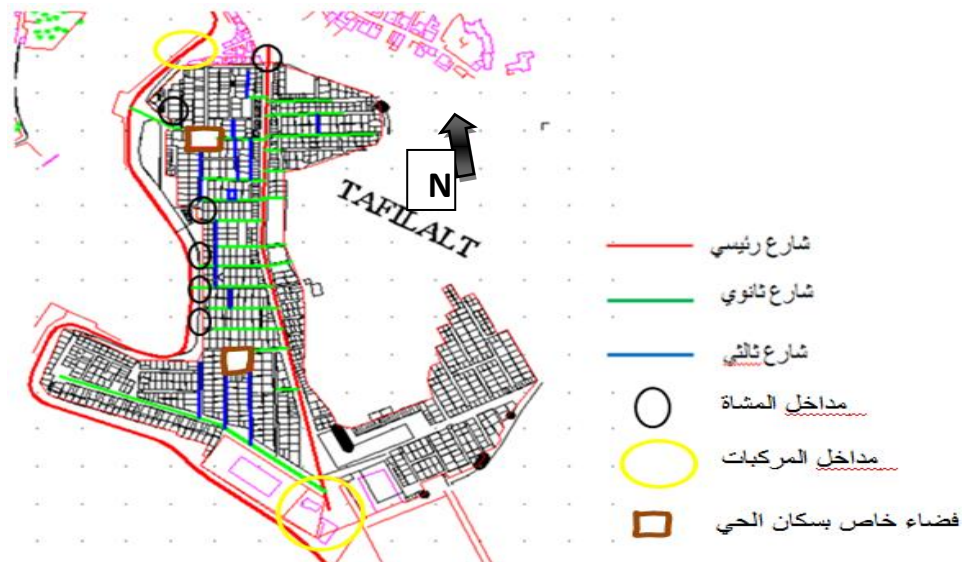 N
TAFILALT
شارع رئيسي
شارع ثانوي
شارع ثالثي
مداخل المشاة
مداخل المركبات
فضاء خاص بسكان الحي